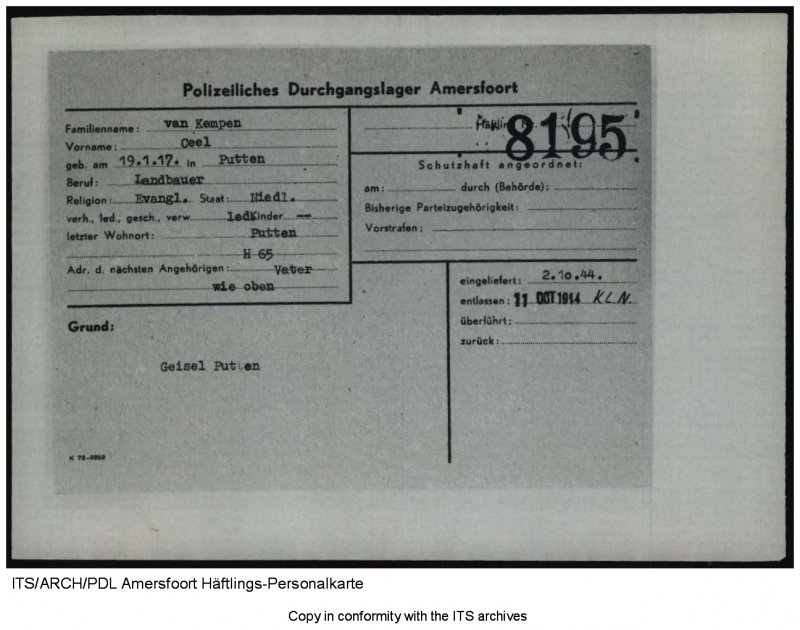 Polizeiliches Durchgangslager Amersfoort
Familienname: van Kempen
Vorname: Ceel
geb. am 19.1.17. in Putten
Beruf: Landbauer
Religion: Evangl. Staat: Niedl.
verh., led., gesch., verw. led Kinder --
letzter Wohnort: Putten
H 65
Adr. d. nächsten Angehörigen: Vater
wie oben
8195
Schutzhaft angeordnet:
am: durch (Behörde):
Bisherige Parteizugehörigkeit:
Vorstrafen:
eingeliefert: 2.10.44.
entlassen: 11 OCT 1944 K.L.N.
überführt:
zurück:
Grund:
Geisel Putten
ITS/ARCH/PDL Amersfoort Häftlings-Personalkarte
Copy in conformity with the ITS archives